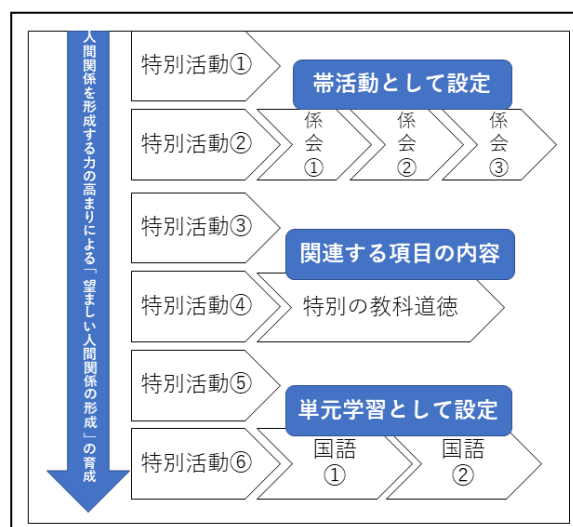 人間関係を形成する力の高まりによる「望ましい人間関係の形成」の育成
特別活動①
帯活動として設定
特別活動②
係会①
係会②
係会③
特別活動③
関連する項目の内容
特別活動④
特別の教科道徳
特別活動⑤
単元学習として設定
特別活動⑥
国語
①
国語
②